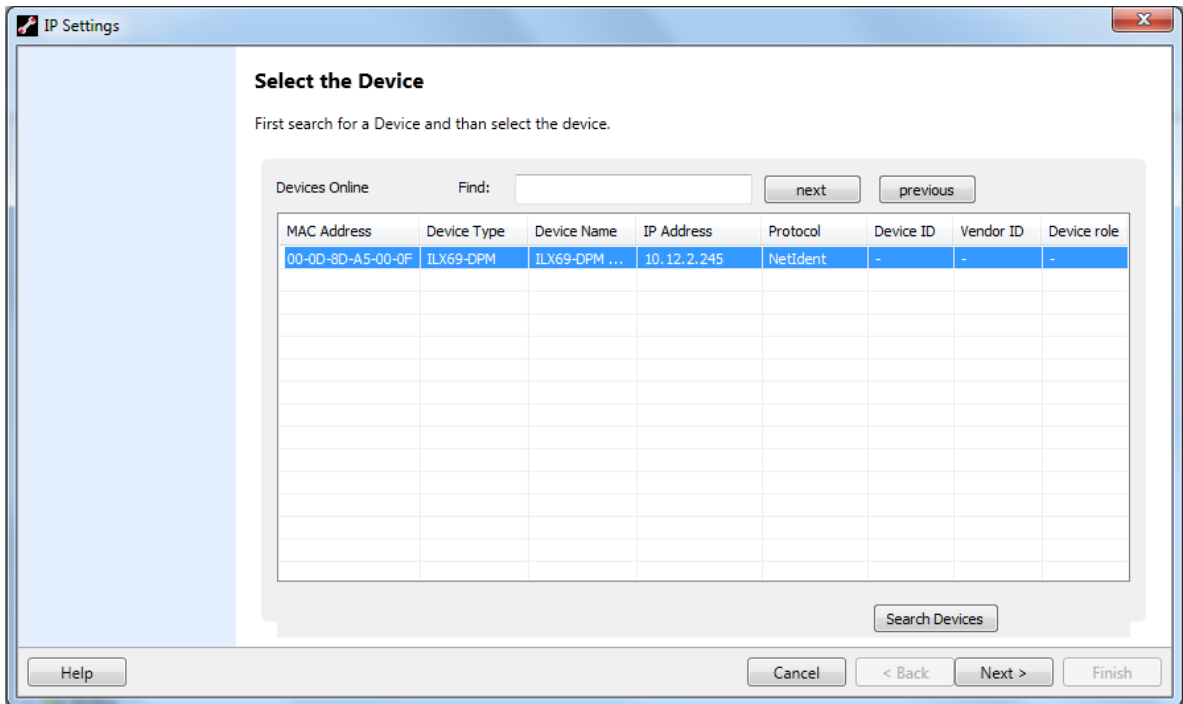 IP Settings
Select the Device
First search for a Device and than select the device.
Devices Online Find: next previous
MAC Address Device Type Device Name IP Address Protocol Device ID Vendor ID Device role
00-0D-8D-A5-00-0F ILX69-DPM ILX69-DPM ... 10.12.2.245 NetIdent - - -
Search Devices
Help Cancel < Back Next > Finish